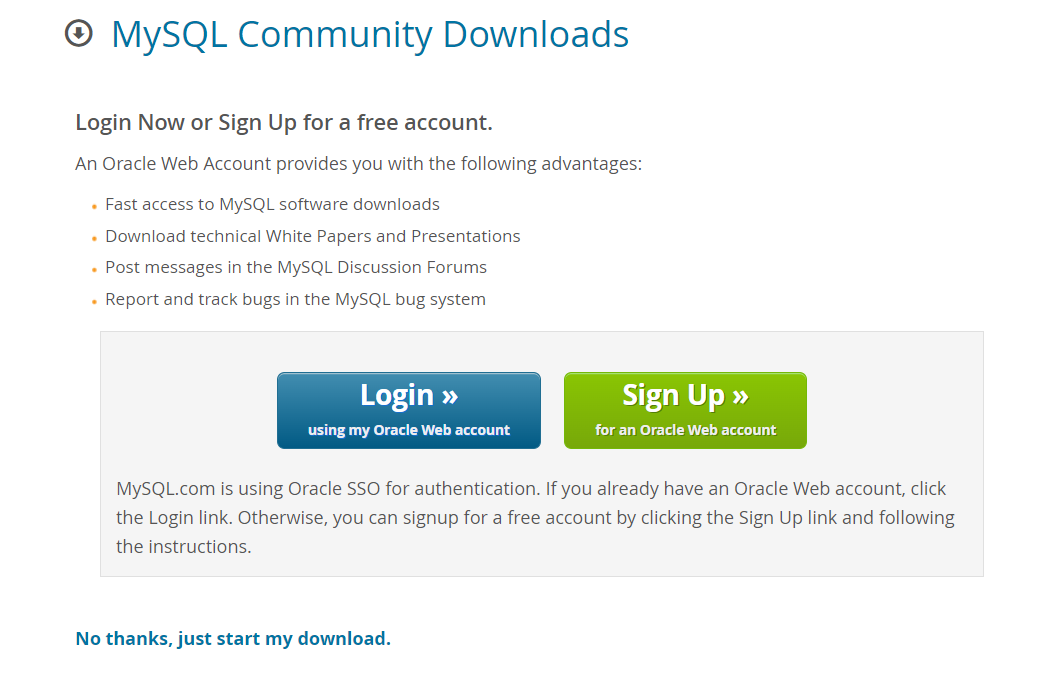 MySQL Community Downloads
Login Now or Sign Up for a free account.
An Oracle Web Account provides you with the following advantages:
Fast access to MySQL software downloads
Download technical White Papers and Presentations
Post messages in the MySQL Discussion Forums
Report and track bugs in the MySQL bug system
Login »
using my Oracle Web account
Sign Up »
for an Oracle Web account
MySQL.com is using Oracle SSO for authentication. If you already have an Oracle Web account, click
the Login link. Otherwise, you can signup for a free account by clicking the Sign Up link and following
the instructions.
No thanks, just start my download.